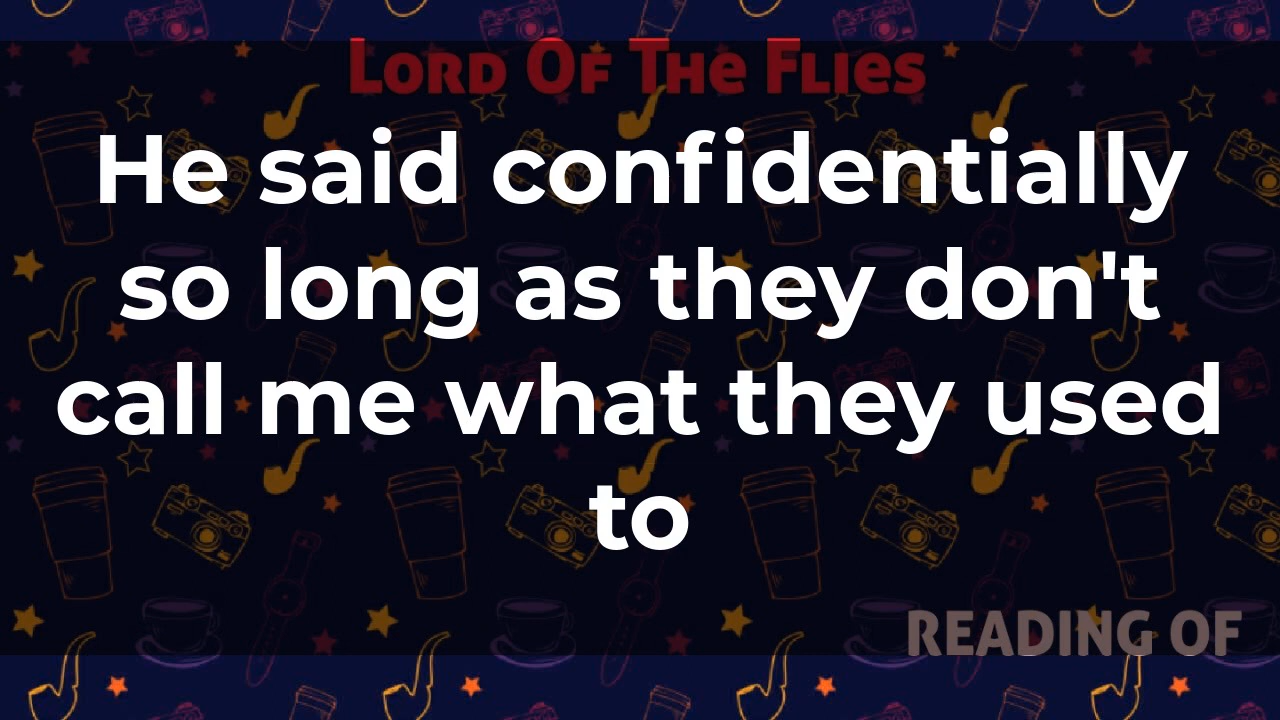 Lord Of The Flies
He said confidentially
so long as they don't
call me what they used
to
READING OF